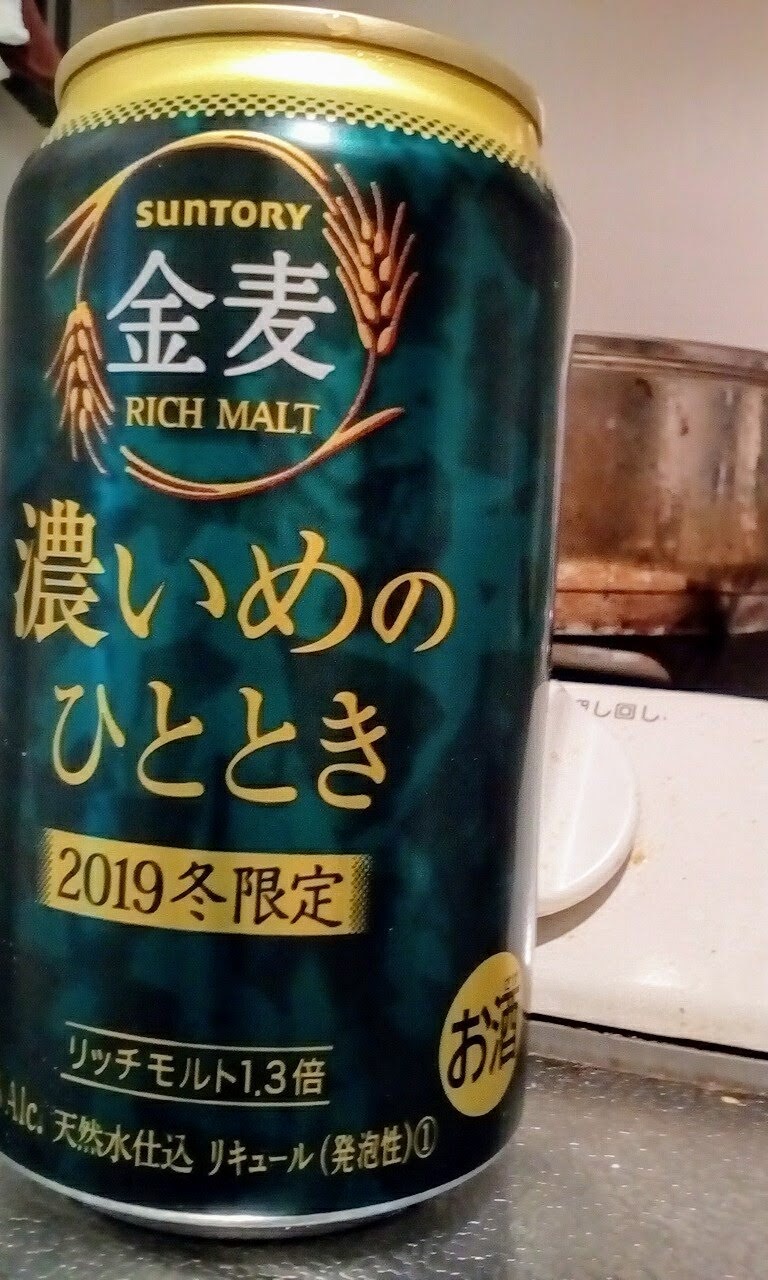 SUNTORY
金麦
RICH MALT
濃いめの
ひととき
2019冬限定
お酒
リッチモルト1.3倍
Alc. 天然水仕込 リキュール(発泡性)①
押し回し